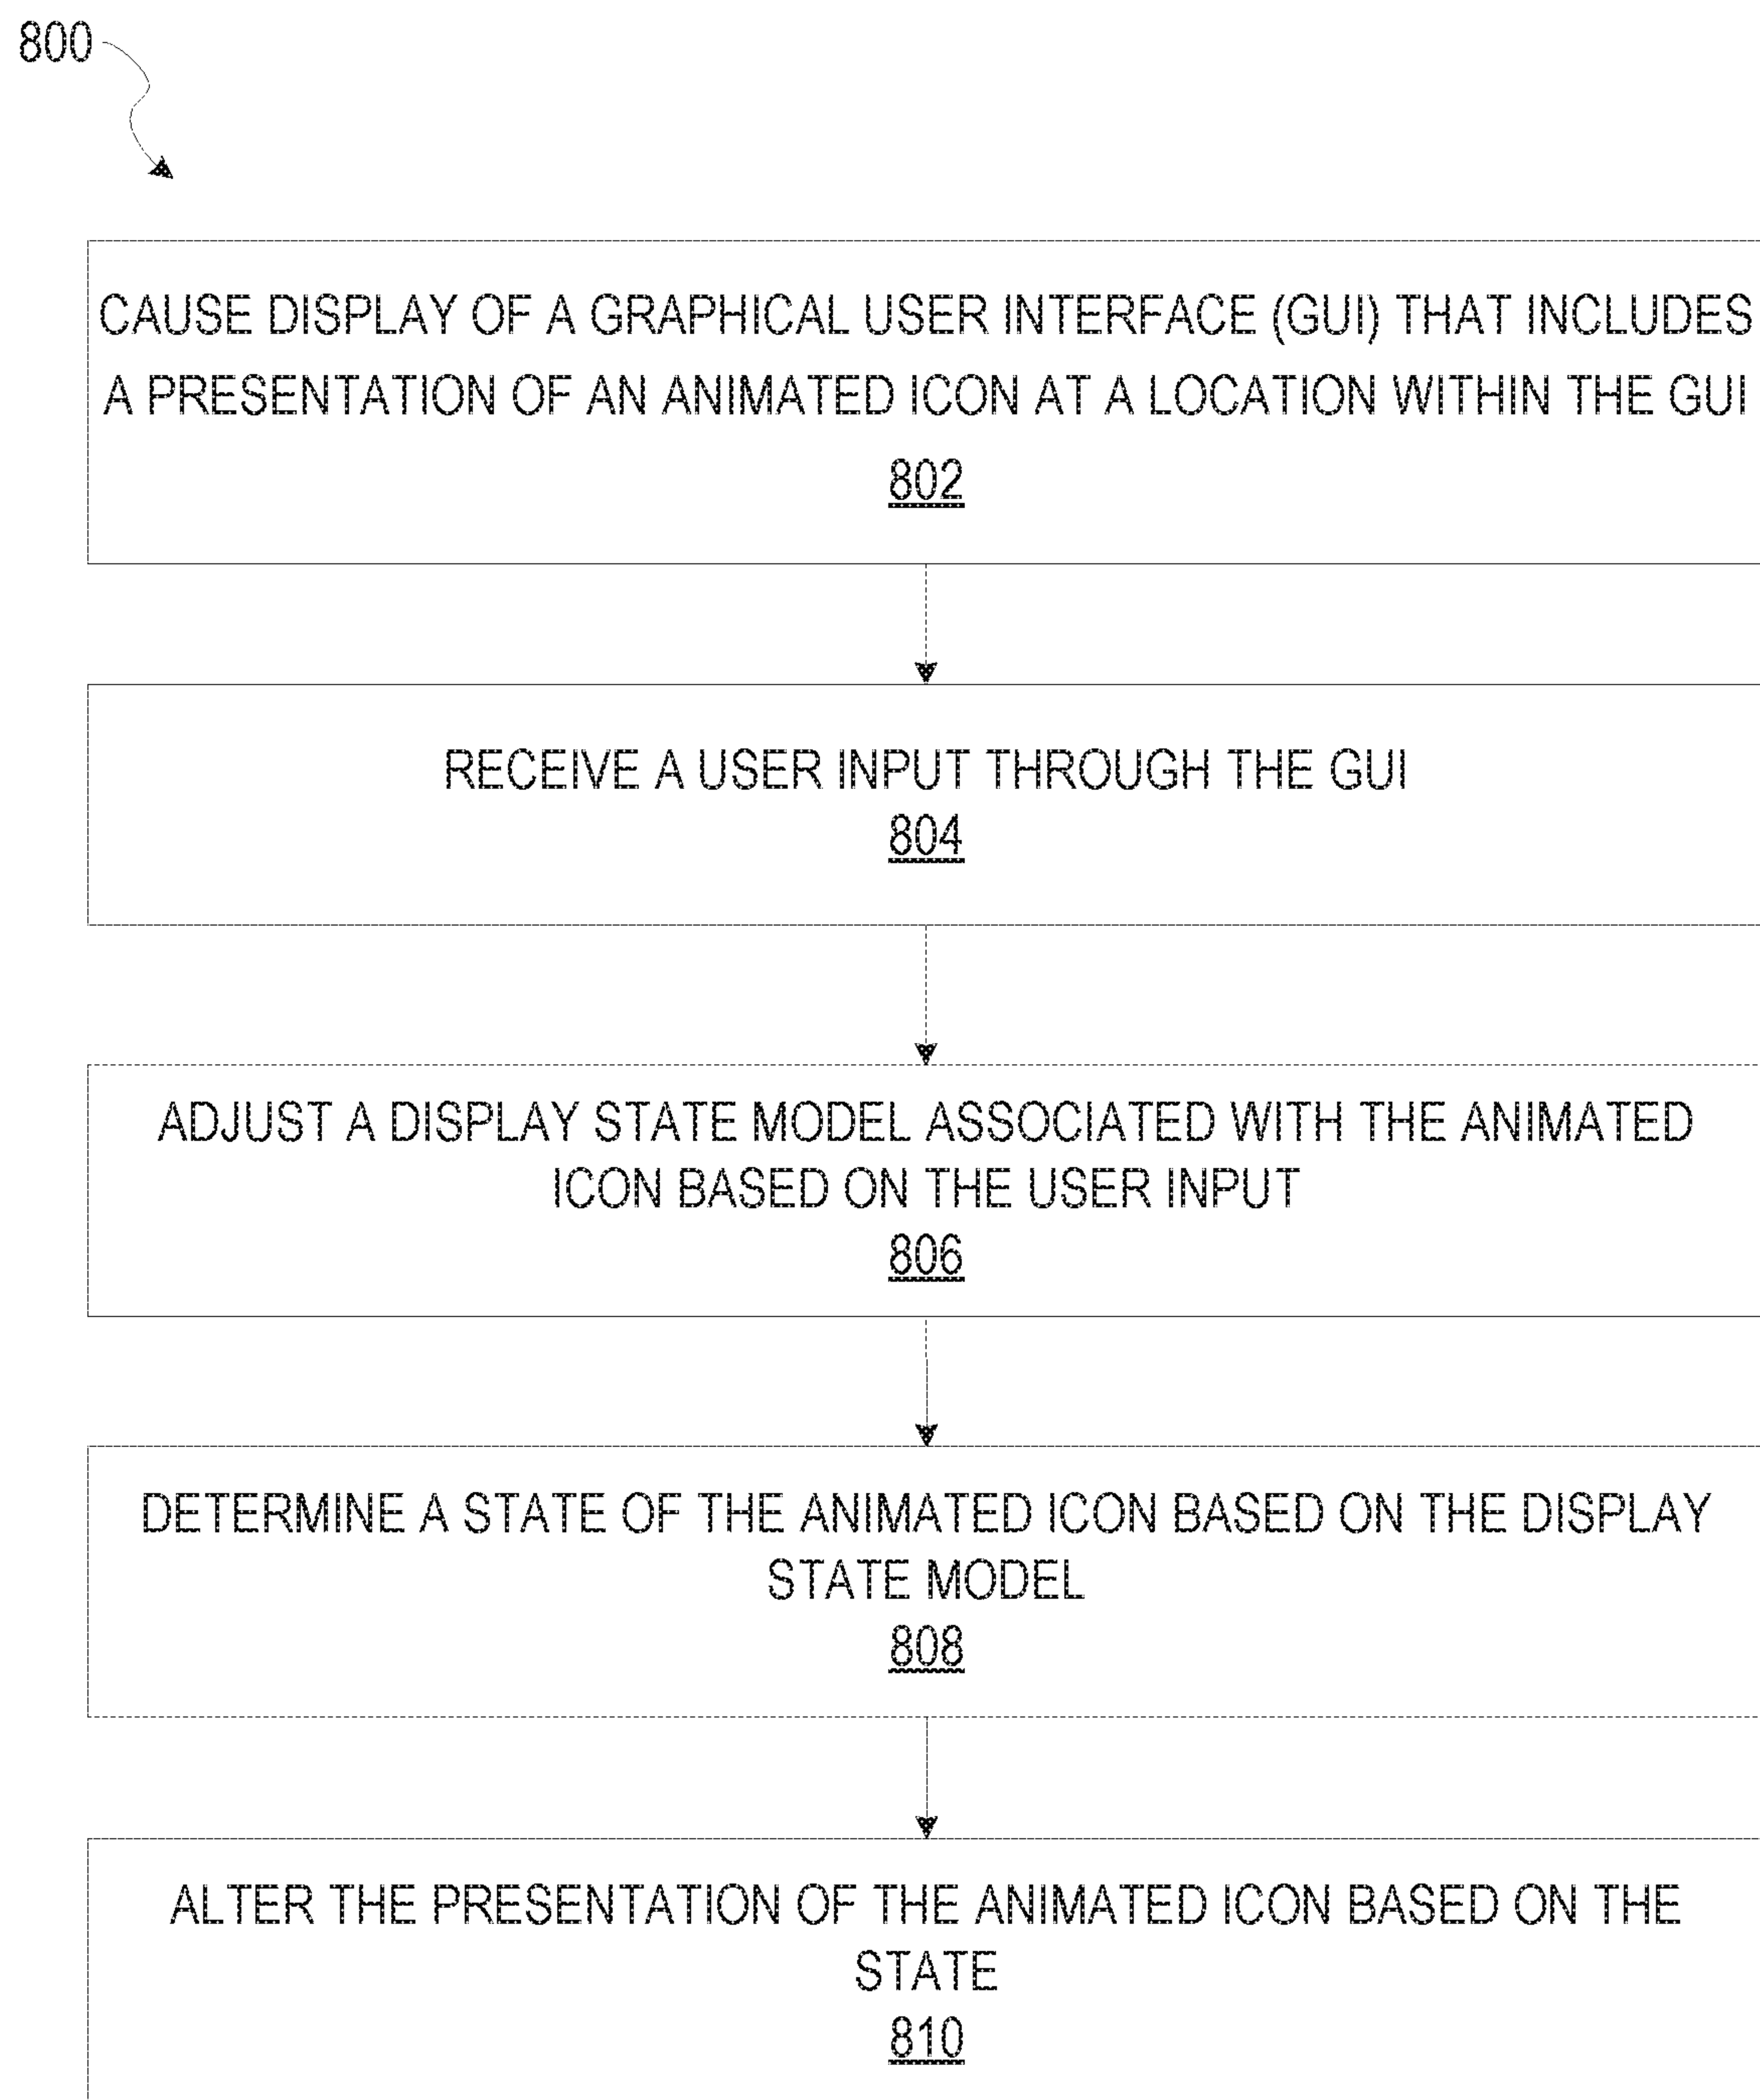 800
CAUSE DISPLAY OF A GRAPHICAL USER INTERFACE (GUI) THAT INCLUDES
A PRESENTATION OF AN ANIMATED ICON AT A LOCATION WITHIN THE GUI
802
RECEIVE A USER INPUT THROUGH THE GUI
804
ADJUST A DISPLAY STATE MODEL ASSOCIATED WITH THE ANIMATED
ICON BASED ON THE USER INPUT
806
DETERMINE A STATE OF THE ANIMATED ICON BASED ON THE DISPLAY
STATE MODEL
808
ALTER THE PRESENTATION OF THE ANIMATED ICON BASED ON THE
STATE
810